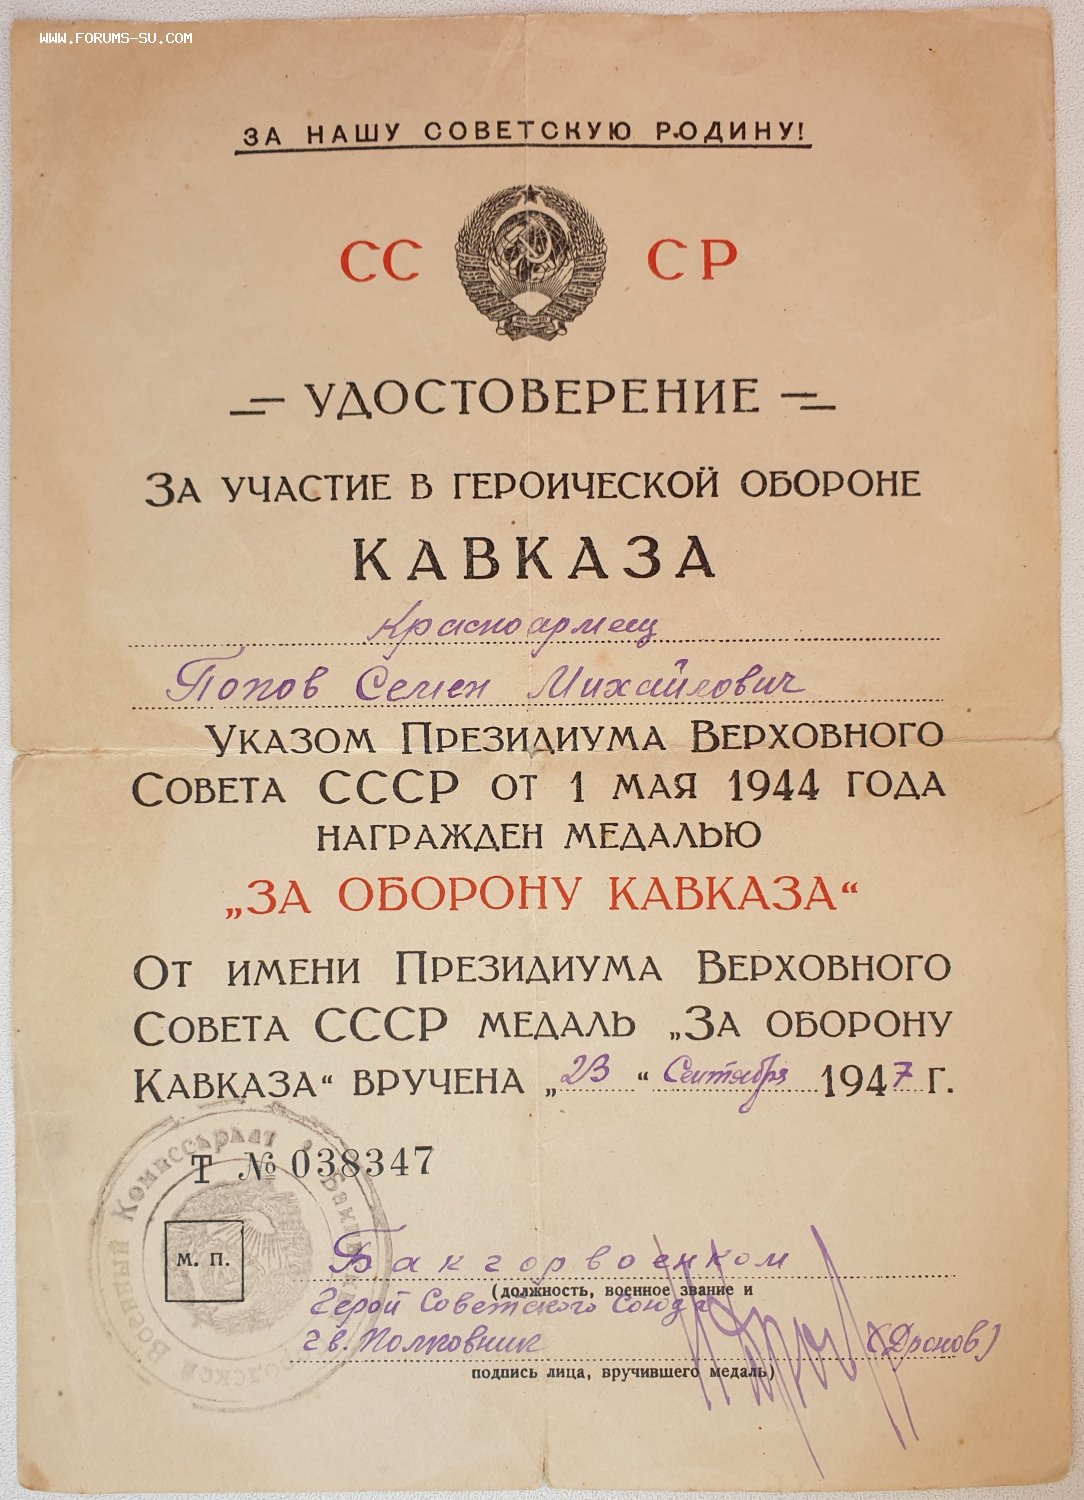 WWW.FORUMS-SU.COM
ЗА НАШУ СОВЕТСКУЮ РОДИНУ!
СС СР
УДОСТОВЕРЕНИЕ
ЗА УЧАСТИЕ В ГЕРОИЧЕСКОЙ ОБОРОНЕ
КАВКАЗА
Красноармеец
Попов Семен Михайлович
УКАЗОМ ПРЕЗИДИУМА ВЕРХОВНОГО
СОВЕТА СССР ОТ 1 МАЯ 1944 ГОДА
НАГРАЖДЕН МЕДАЛЬЮ
„ЗА ОБОРОНУ КАВКАЗА“
ОТ ИМЕНИ ПРЕЗИДИУМА ВЕРХОВНОГО
СОВЕТА СССР МЕДАЛЬ „ЗА ОБОРОНУ
КАВКАЗА“ ВРУЧЕНА „23“ Сентября 1947 Г.
Т № 038347
Военный Комиссариат
М. П.
Бакгорвоенком
(должность, военное звание и
Герой Советского Союза
гв. Полковник (Дронов)
подпись лица, вручившего медаль)